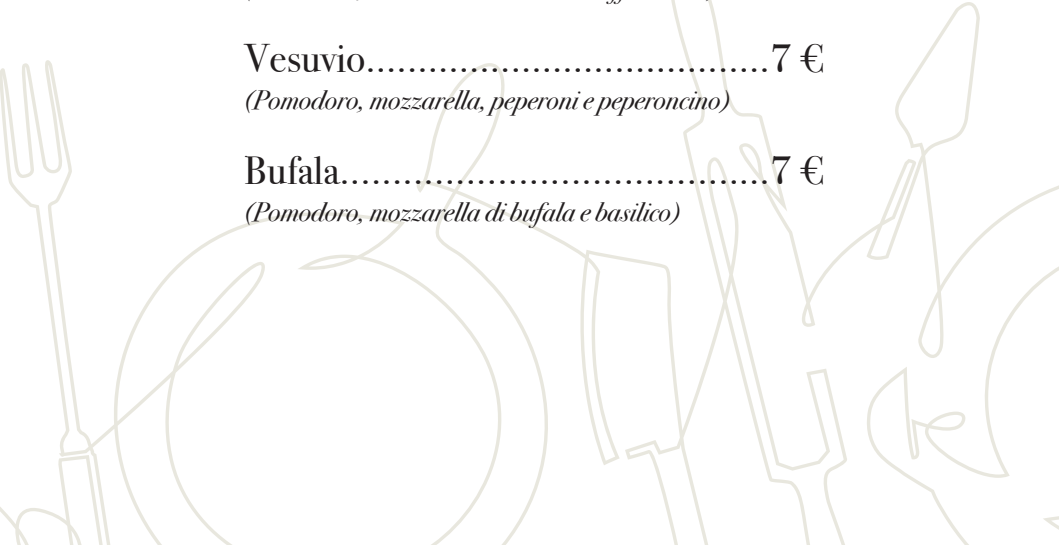 Vesuvio.......................................7 €
(Pomodoro, mozzarella, peperoni e peperoncino)
Bufala.........................................7 €
(Pomodoro, mozzarella di bufala e basilico)